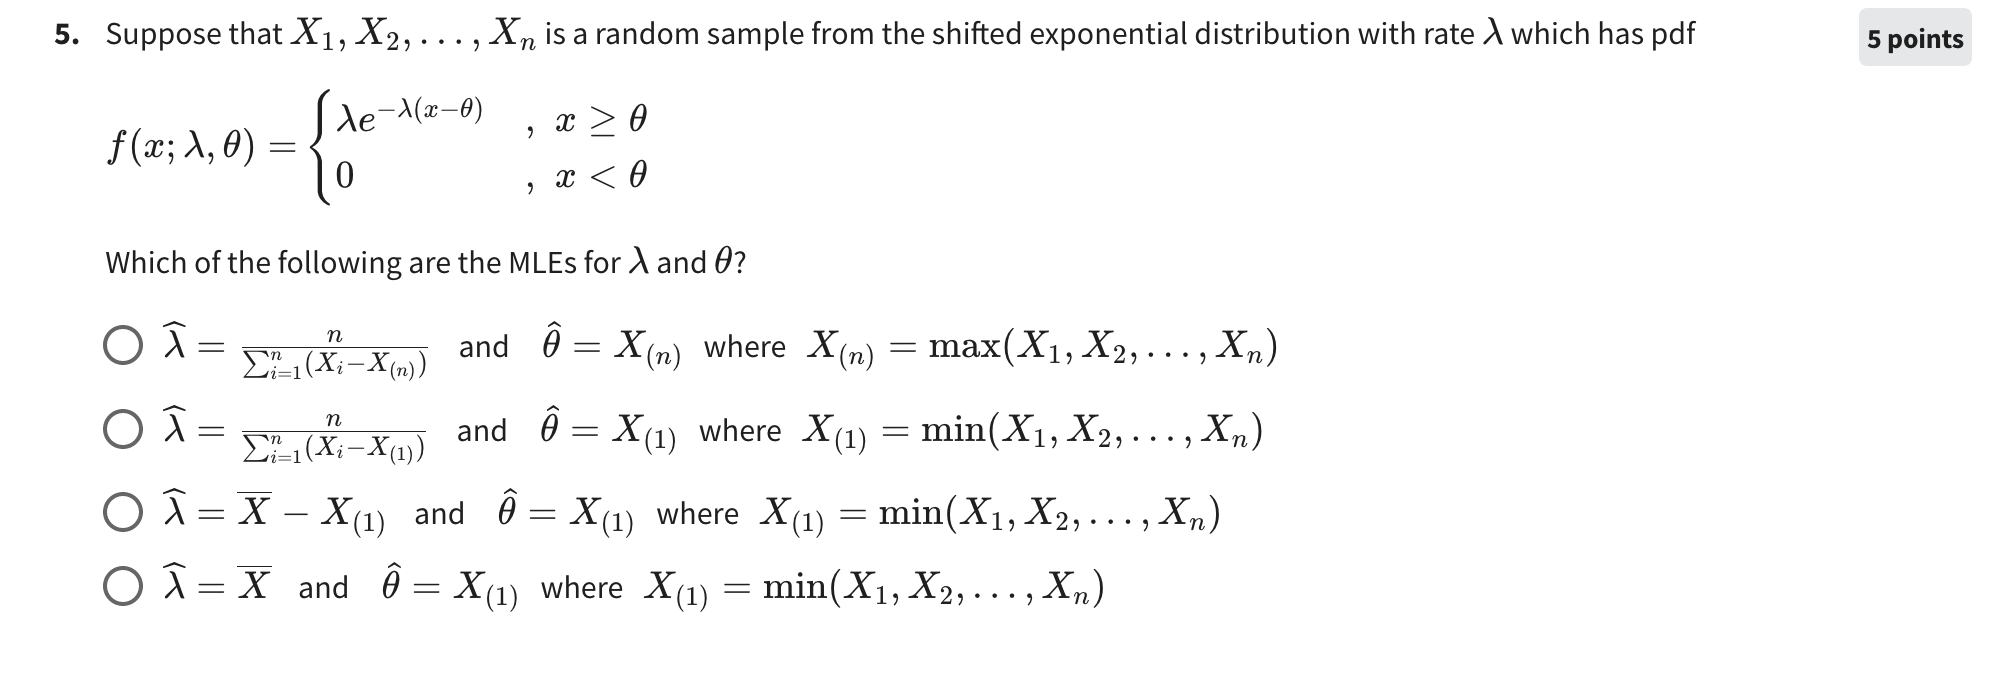 5. Suppose that X₁, X₂, . . . , Xₙ is a random sample from the shifted exponential distribution with rate λ which has pdf
5 points
f(x; λ, θ) = { λe^{−λ(x−θ)} , x ≥ θ
0 , x < θ
Which of the following are the MLEs for λ and θ?
λ̂ = n / ∑ᵢ₌₁ⁿ (Xᵢ−X₍ₙ₎) and θ̂ = X₍ₙ₎ where X₍ₙ₎ = max(X₁, X₂, . . . , Xₙ)
λ̂ = n / ∑ᵢ₌₁ⁿ (Xᵢ−X₍₁₎) and θ̂ = X₍₁₎ where X₍₁₎ = min(X₁, X₂, . . . , Xₙ)
λ̂ = X̅ − X₍₁₎ and θ̂ = X₍₁₎ where X₍₁₎ = min(X₁, X₂, . . . , Xₙ)
λ̂ = X̅ and θ̂ = X₍₁₎ where X₍₁₎ = min(X₁, X₂, . . . , Xₙ)